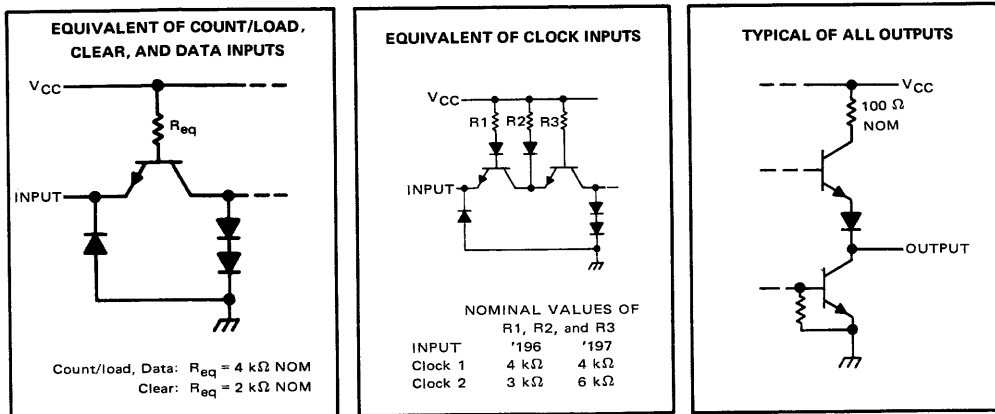 EQUIVALENT OF COUNT/LOAD,
CLEAR, AND DATA INPUTS
VCC
Req
INPUT
Count/load, Data: Req = 4 kΩ NOM
Clear: Req = 2 kΩ NOM
EQUIVALENT OF CLOCK INPUTS
VCC
R1 R2 R3
INPUT
NOMINAL VALUES OF
R1, R2, and R3
INPUT '196 '197
Clock 1 4 kΩ 4 kΩ
Clock 2 3 kΩ 6 kΩ
TYPICAL OF ALL OUTPUTS
VCC
100 Ω
NOM
OUTPUT